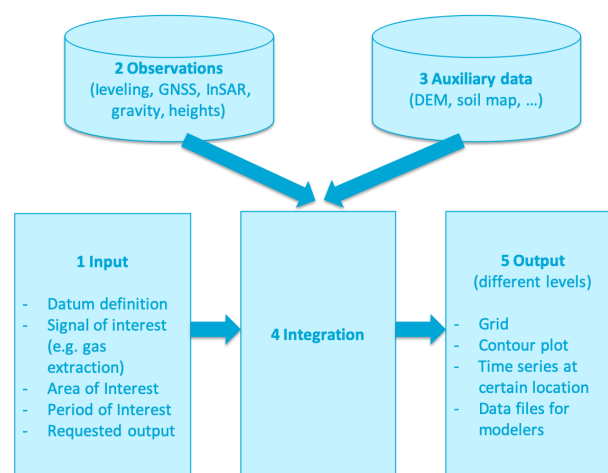 2 Observations
(leveling, GNSS, InSAR,
gravity, heights)
3 Auxiliary data
(DEM, soil map, ...)
1 Input
- Datum definition
- Signal of interest
(e.g. gas
extraction)
- Area of Interest
- Period of Interest
- Requested output
4 Integration
5 Output
(different levels)
- Grid
- Contour plot
- Time series at
certain location
- Data files for
modelers